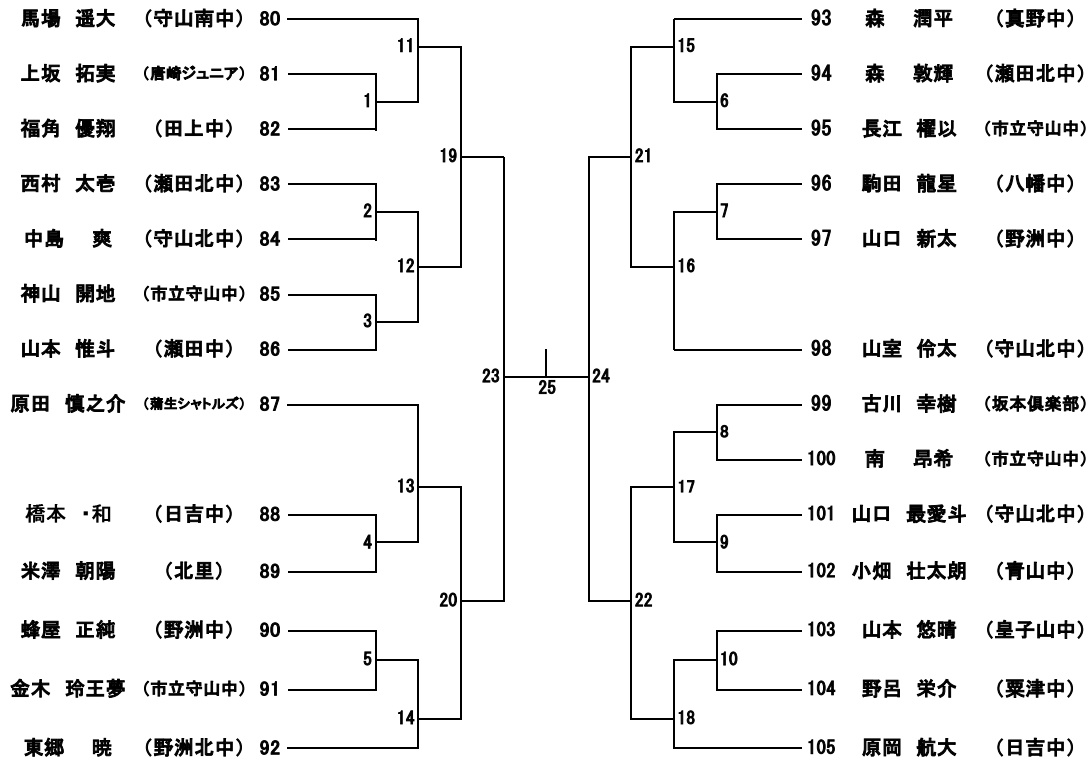 馬場 遥大 (守山南中) 80
11
上坂 拓実 (唐崎ジュニア) 81
1
福角 優翔 (田上中) 82
19
西村 太壱 (瀬田北中) 83
2
中島 爽 (守山北中) 84
12
神山 開地 (市立守山中) 85
3
山本 惟斗 (瀬田中) 86
23
原田 慎之介 (蒲生シャトルズ) 87
13
橋本 ・和 (日吉中) 88
4
米澤 朝陽 (北里) 89
20
蜂屋 正純 (野洲中) 90
5
金木 玲王夢 (市立守山中) 91
14
東郷 暁 (野洲北中) 92
25
93 森 潤平 (真野中)
15
94 森 敦輝 (瀬田北中)
6
95 長江 櫂以 (市立守山中)
21
96 駒田 龍星 (八幡中)
7
97 山口 新太 (野洲中)
16
98 山室 伶太 (守山北中)
24
99 古川 幸樹 (坂本倶楽部)
8
100 南 昂希 (市立守山中)
17
101 山口 最愛斗 (守山北中)
9
102 小畑 壮太朗 (青山中)
22
103 山本 悠晴 (皇子山中)
10
104 野呂 栄介 (粟津中)
18
105 原岡 航大 (日吉中)